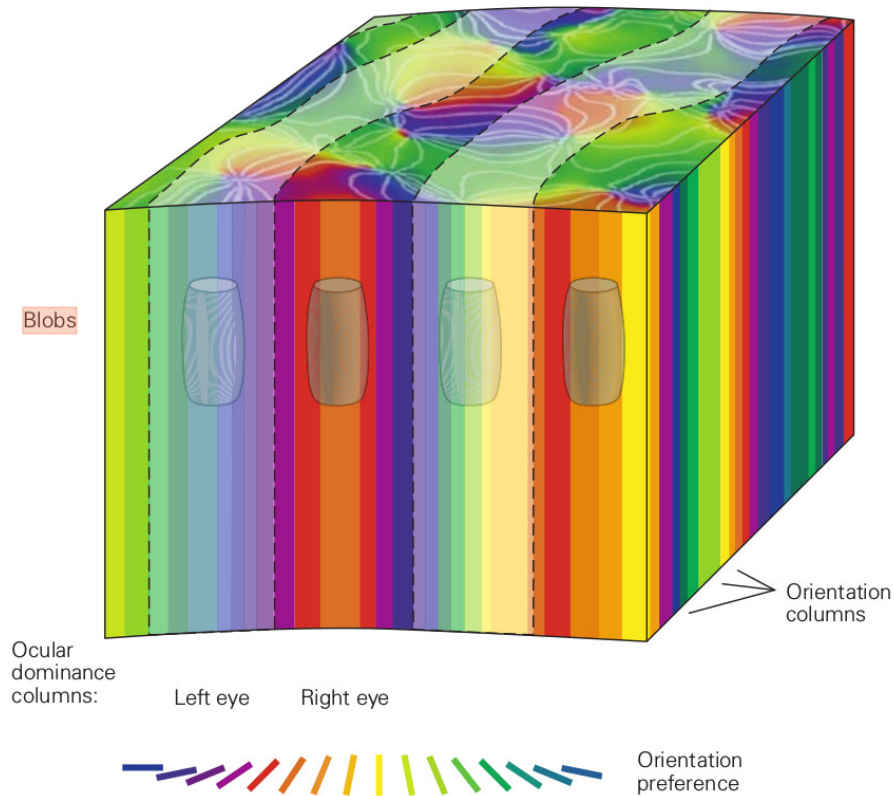 Blobs
Orientation
columns
Ocular
dominance
columns:
Left eye
Right eye
Orientation
preference